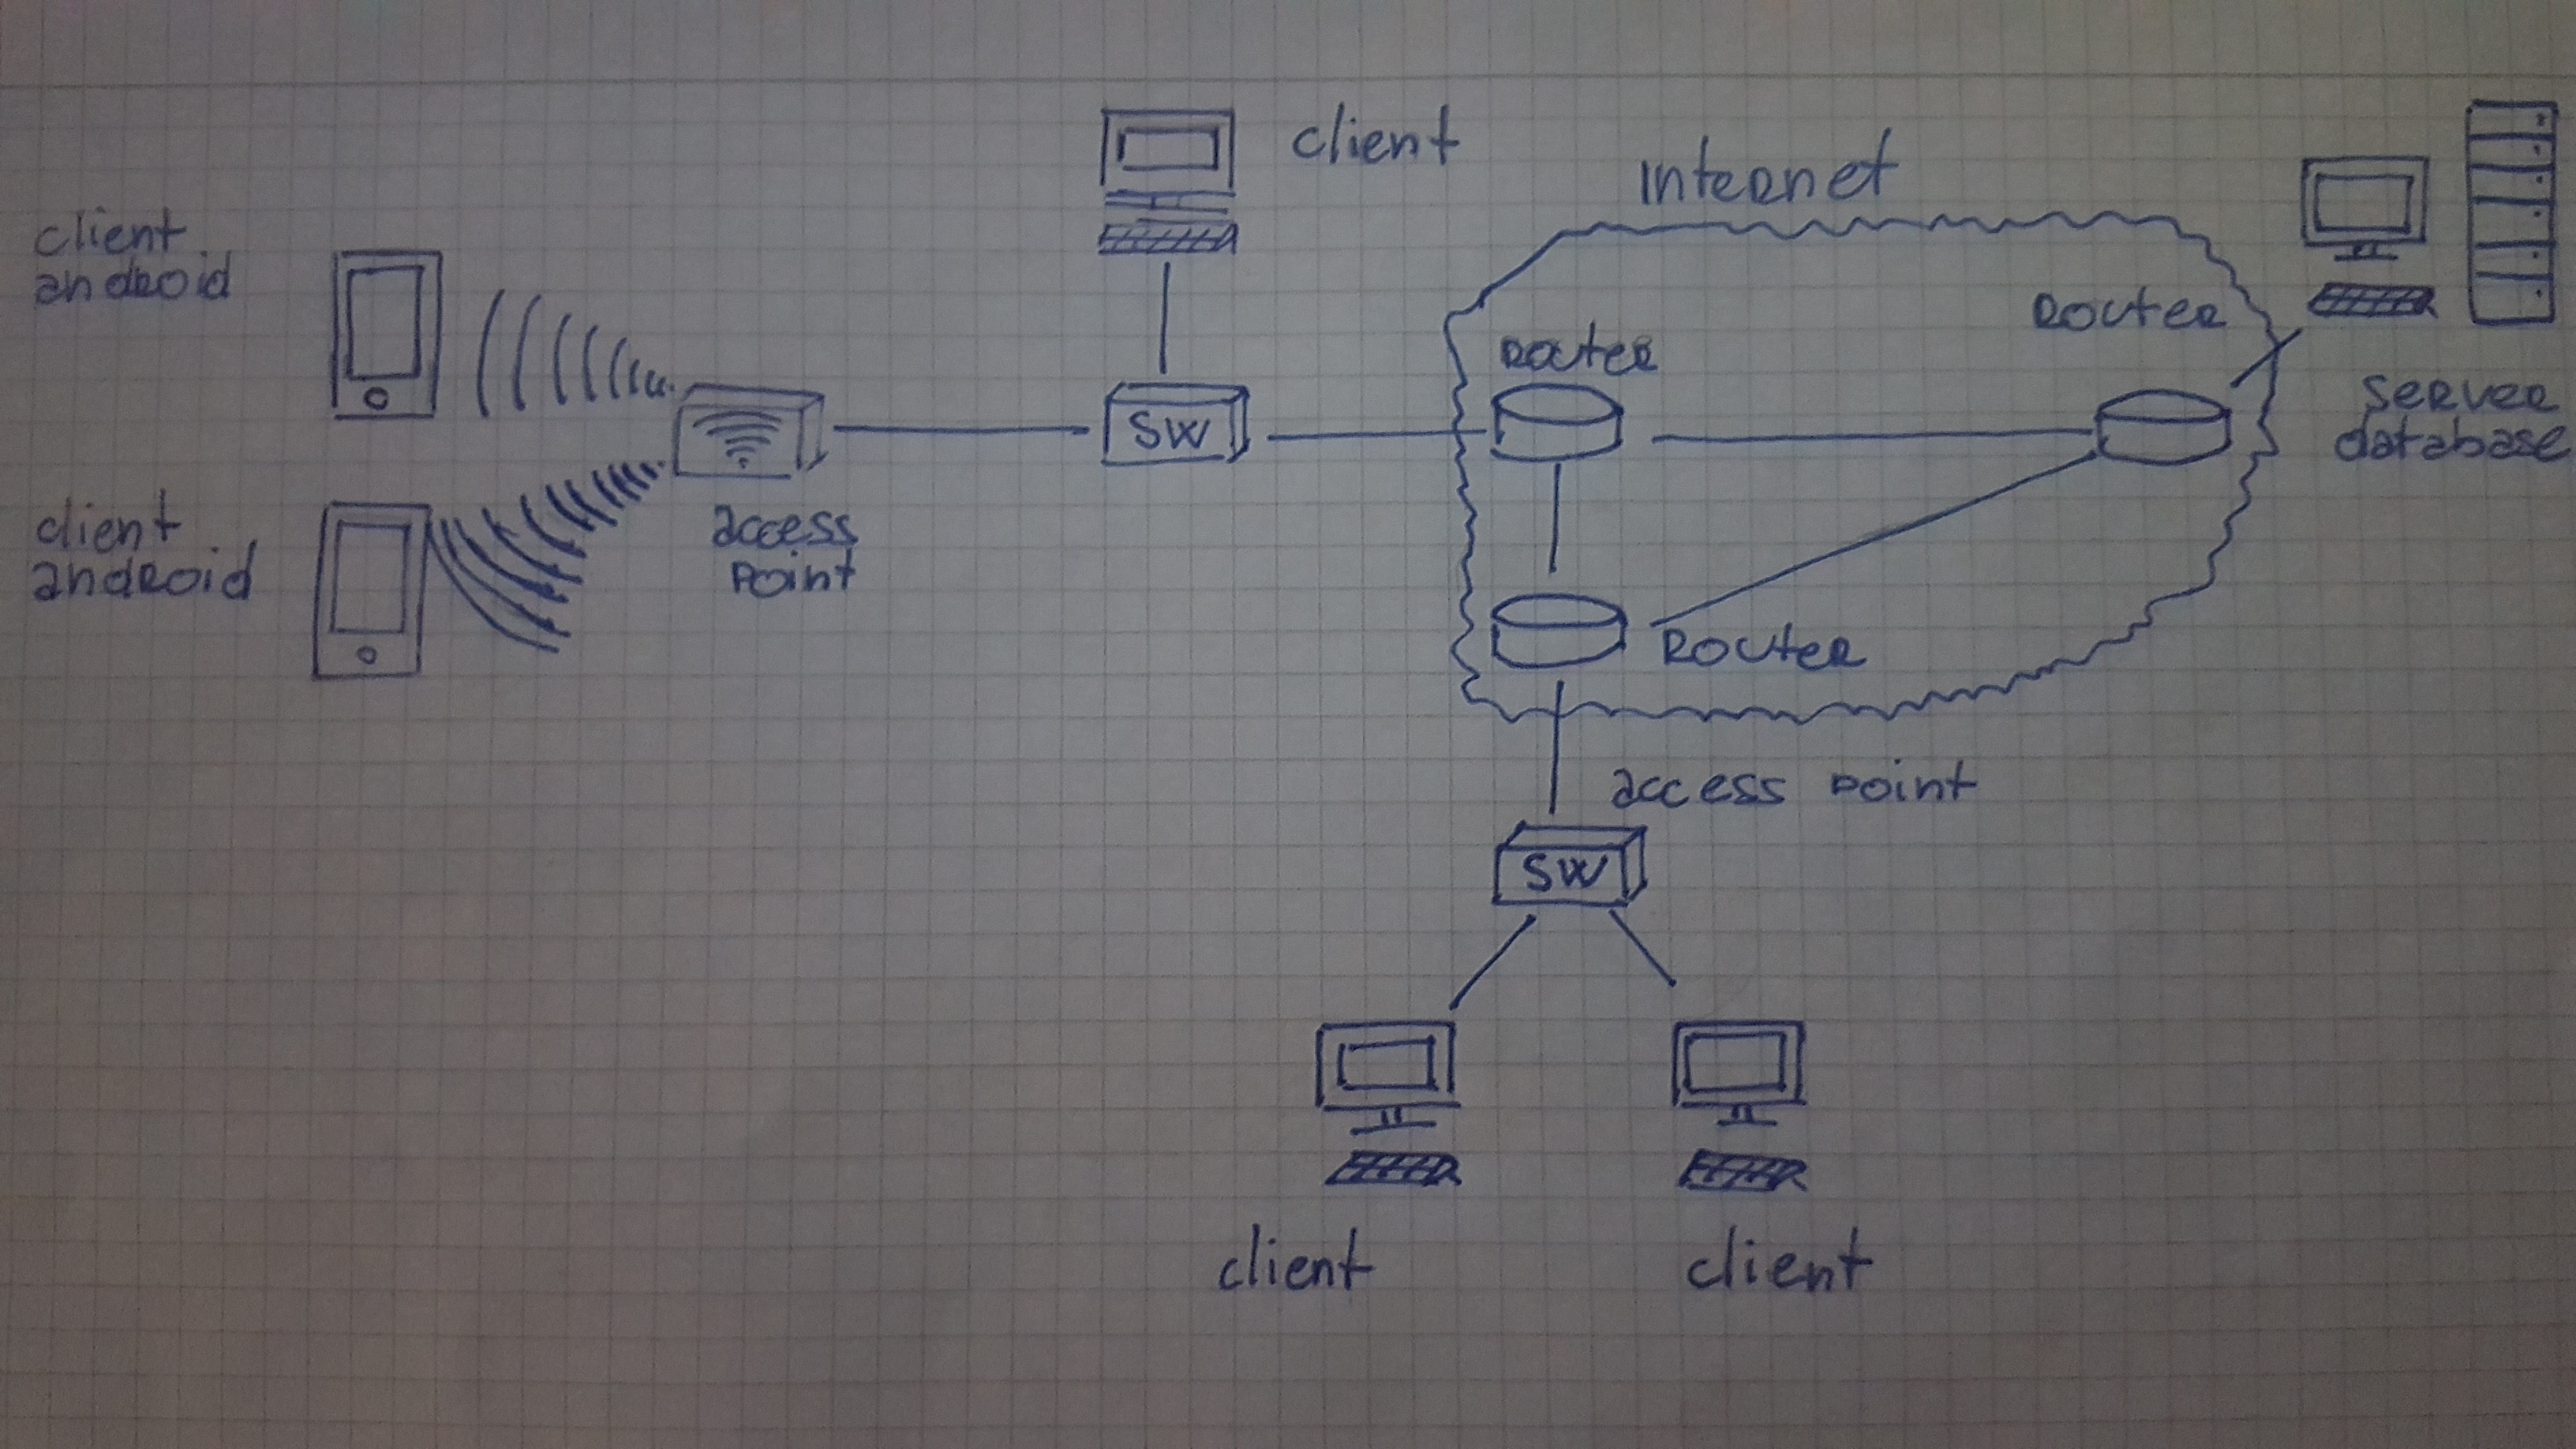 client
client
android
client
android
access
point
SW
Internet
Router
Router
Router
Server
database
SW
access point
client
client